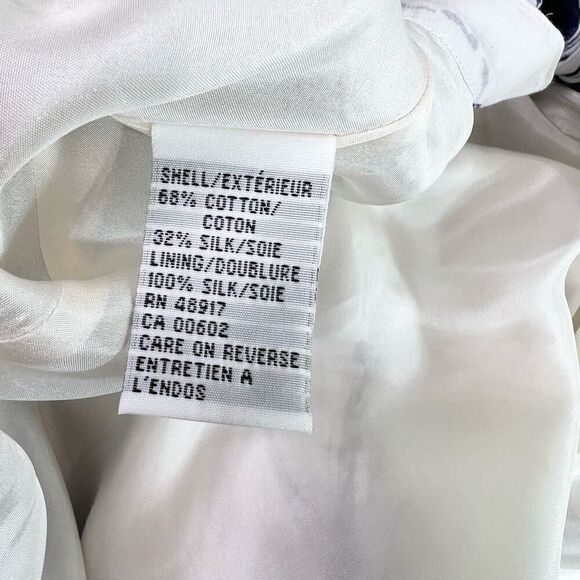 SHELL/EXTÉRIEUR
68% COTTON/
COTON
32% SILK/SOIE
LINING/DOUBLURE
100% SILK/SOIE
RN 48917
CA 00602
CARE ON REVERSE
ENTRETIEN A
L'ENDOS